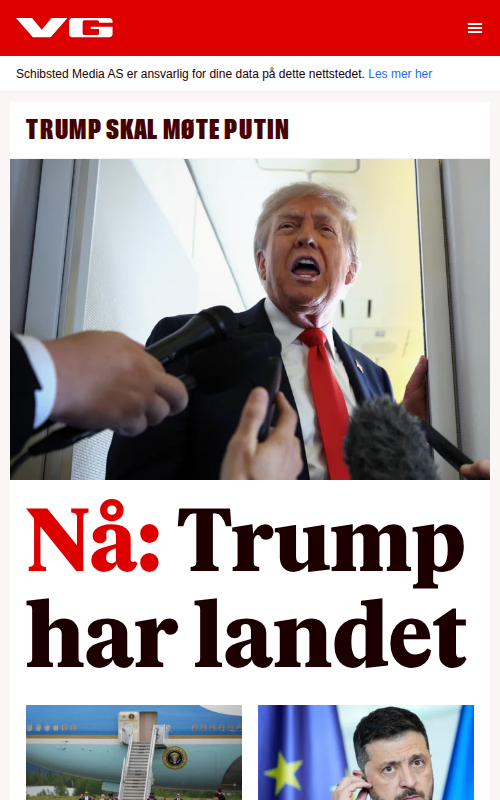 VG
Schibsted Media AS er ansvarlig for dine data på dette nettstedet. Les mer her
TRUMP SKAL MØTE PUTIN
Nå: Trump
har landet